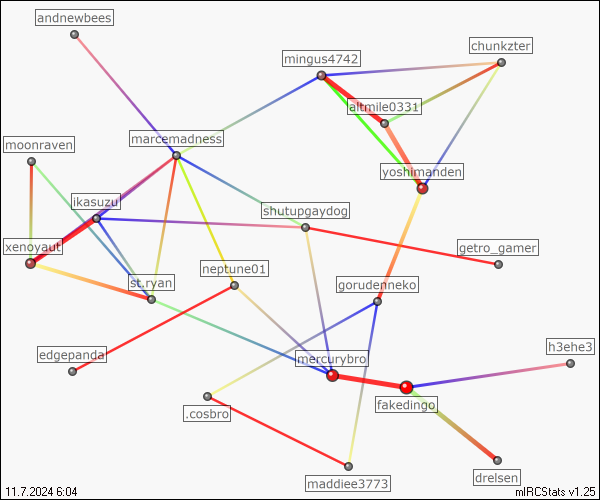 andnewbees
chunkzter
mingus4742
altmile0331
marcemadness
moonraven
yoshimanden
ikasuzu
shutupgaydog
xenoyaut
getro_gamer
neptune01
st.ryan
gorudenneko
h3ehe3
edgepanda
mercurybro
fakedingo
.cosbro
drelsen
maddiee3773
11.7.2024 6:04
mIRCStats v1.25